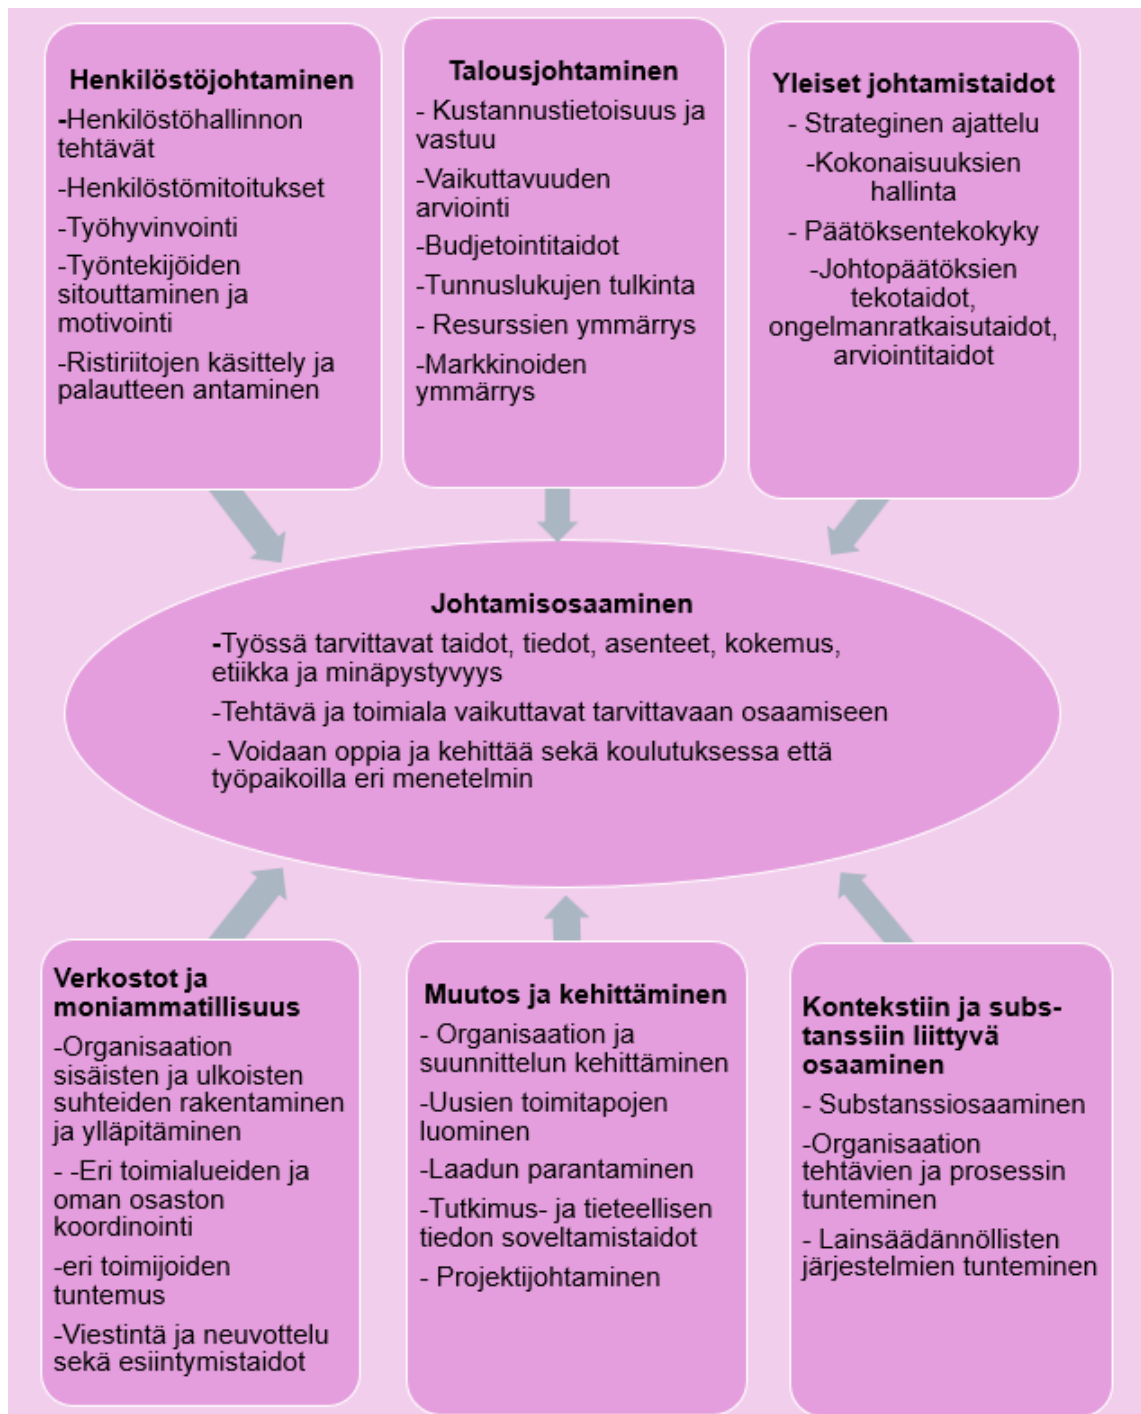 Henkilöstöjohtaminen
-Henkilöstöhallinnon
tehtävät
-Henkilöstömitoitukset
-Työhyvinvointi
-Työntekijöiden
sitouttaminen ja
motivointi
-Ristiriitojen käsittely ja
palautteen antaminen
Talousjohtaminen
- Kustannustietoisuus ja
vastuu
-Vaikuttavuuden
arviointi
-Budjetointitaidot
-Tunnuslukujen tulkinta
- Resurssien ymmärrys
-Markkinoiden
ymmärrys
Yleiset johtamistaidot
- Strateginen ajattelu
-Kokonaisuuksien
hallinta
- Päätöksentekokyky
-Johtopäätöksien
tekotaidot,
ongelmanratkaisutaidot,
arviointitaidot
Johtamisosaaminen
-Työssä tarvittavat taidot, tiedot, asenteet, kokemus,
etiikka ja minäpystyvyys
-Tehtävä ja toimiala vaikuttavat tarvittavaan osaamiseen
- Voidaan oppia ja kehittää sekä koulutuksessa että
työpaikoilla eri menetelmin
Verkostot ja
moniammatillisuus
-Organisaation
sisäisten ja ulkoisten
suhteiden rakentaminen
ja ylläpitäminen
- -Eri toimialueiden ja
oman osaston
koordinointi
-eri toimijoiden
tuntemus
-Viestintä ja neuvottelu
sekä esiintymistaidot
Muutos ja kehittäminen
- Organisaation ja
suunnittelun kehittäminen
-Uusien toimitapojen
luominen
-Laadun parantaminen
-Tutkimus- ja tieteellisen
tiedon soveltamistaidot
- Projektijohtaminen
Kontekstiin ja subs-
tanssiin liittyvä
osaaminen
- Substanssiosaaminen
-Organisaation
tehtävien ja prosessin
tunteminen
- Lainsäädännöllisten
järjestelmien tunteminen